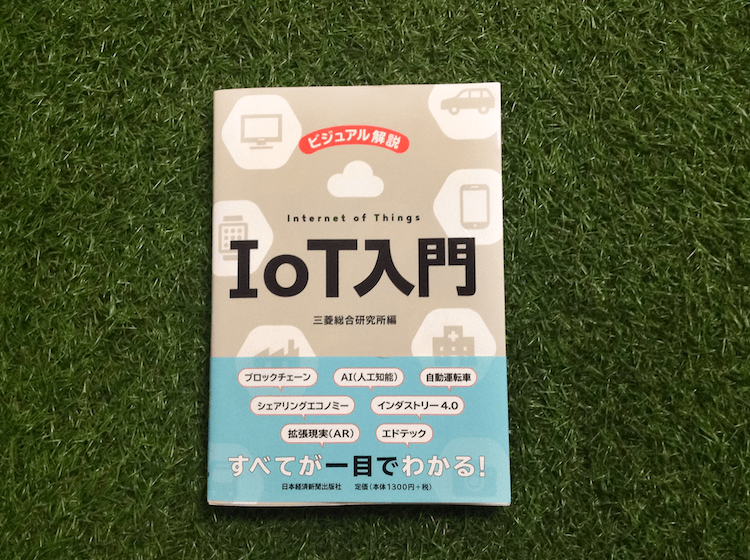 ビジュアル解説
Internet of Things
IoT入門
三菱総合研究所編
ブロックチェーン AI(人工知能) 自動運転車
シェアリングエコノミー インダストリー4.0
拡張現実(AR) エドテック
すべてが一目でわかる!
日本経済新聞出版社 定価(本体1300円+税)